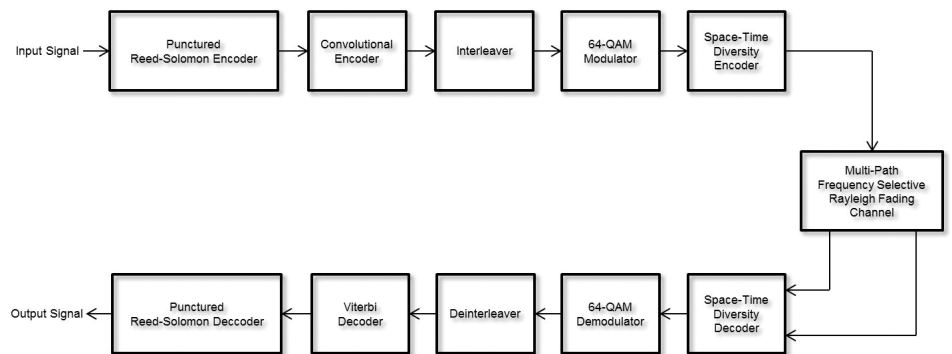 Input Signal
Punctured
Reed-Solomon Encoder
Convolutional
Encoder
Interleaver
64-QAM
Modulator
Space-Time
Diversity
Encoder
Multi-Path
Frequency Selective
Rayleigh Fading
Channel
Output Signal
Punctured
Reed-Solomon Deccoder
Viterbi
Decoder
Deinterleaver
64-QAM
Demodulator
Space-Time
Diversity
Decoder